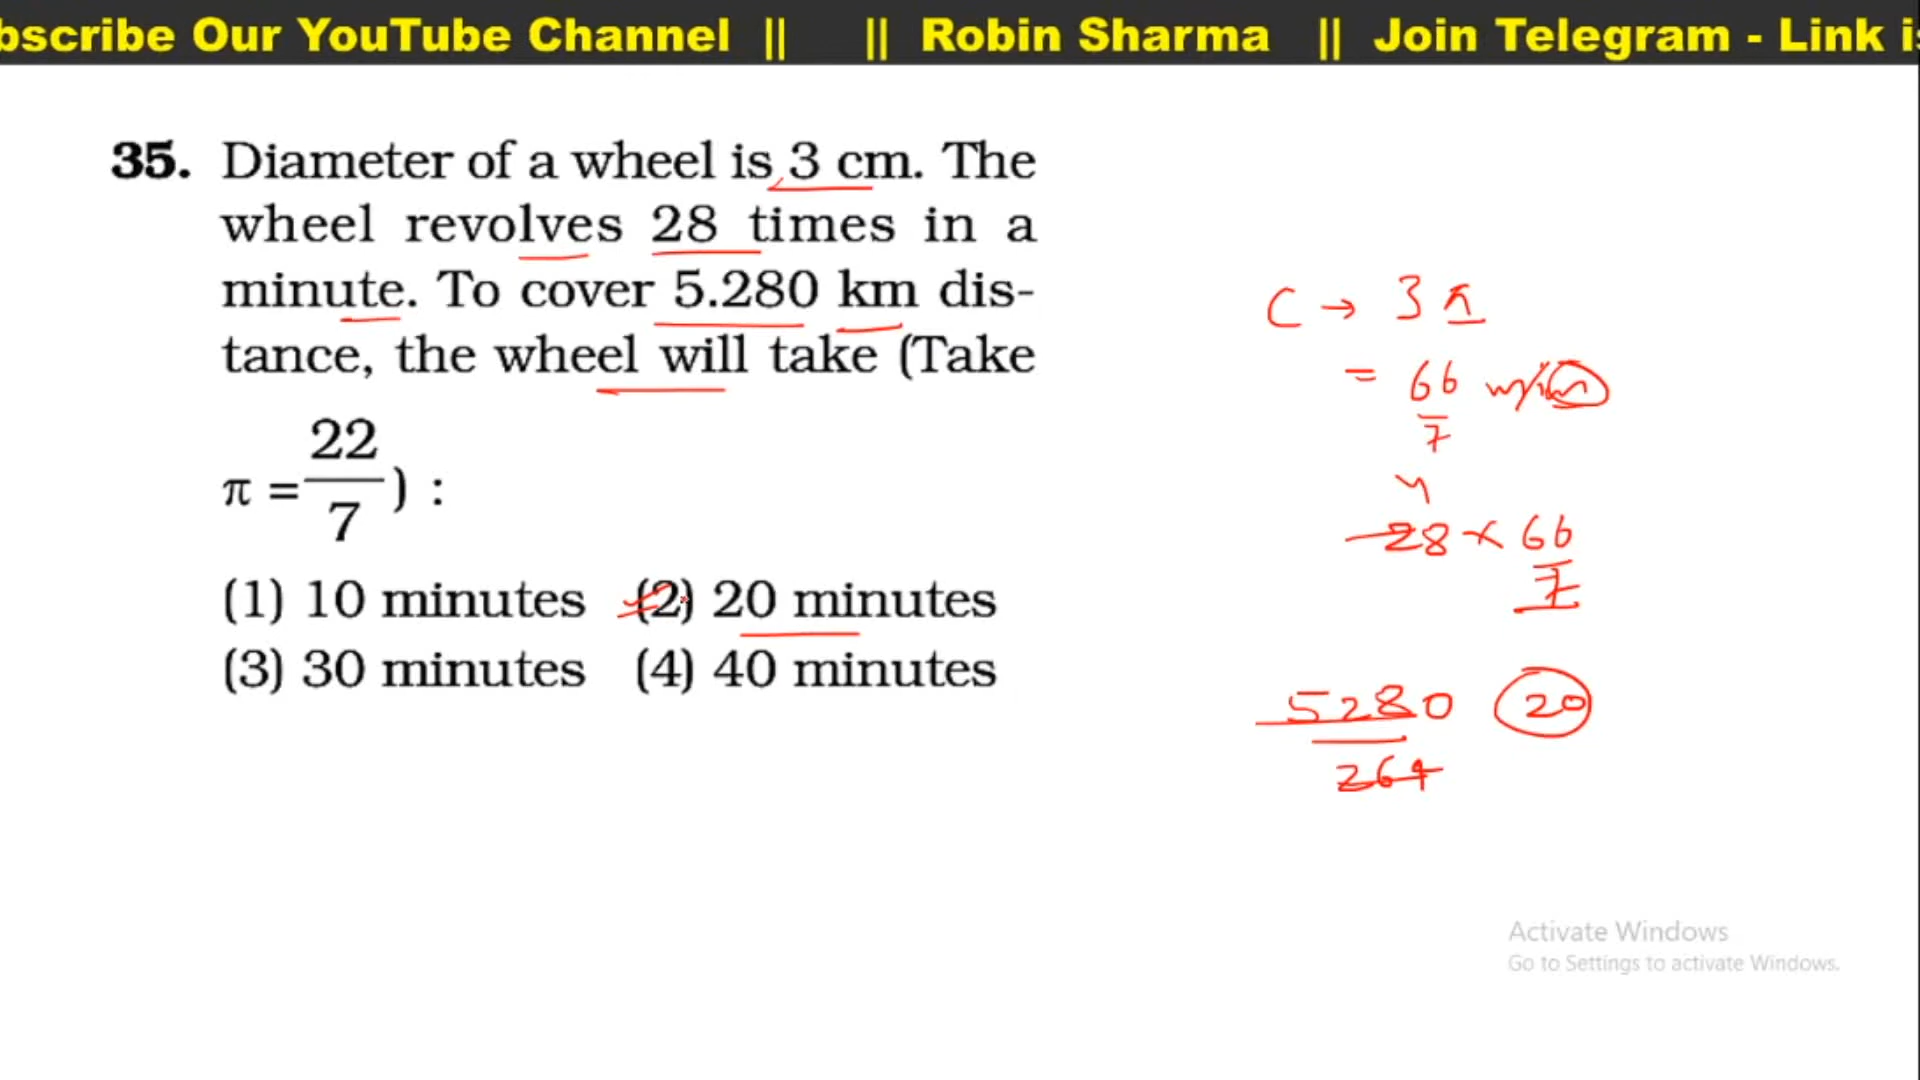 bscribe Our YouTube Channel || || Robin Sharma || Join Telegram - Link is
35. Diameter of a wheel is 3 cm. The
wheel revolves 28 times in a
minute. To cover 5.280 km dis-
tance, the wheel will take (Take
π = 22/7) :
(1) 10 minutes (2) 20 minutes
(3) 30 minutes (4) 40 minutes
C → 3 π
= 66/7
4
28 × 66/7
5280 20
264
Activate Windows
Go to Settings to activate Windows.